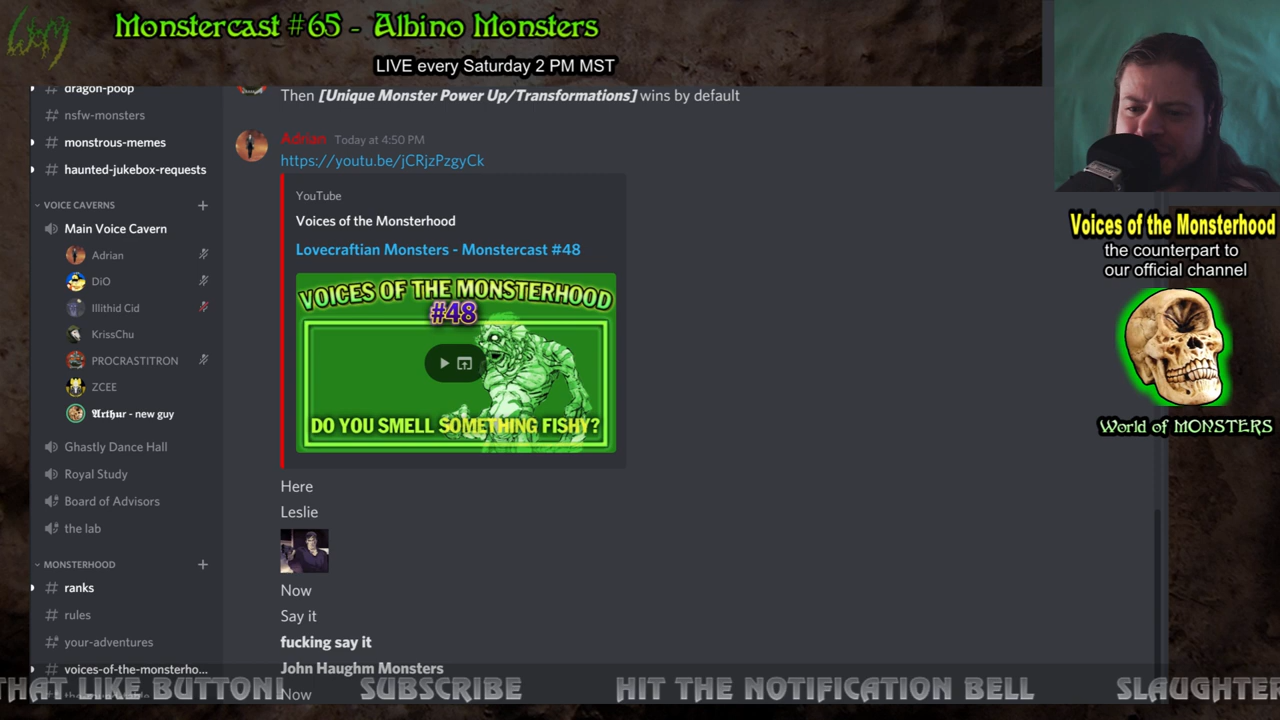 WoM
Monstercast #65 - Albino Monsters
LIVE every Saturday 2 PM MST
dragon-poop
nsfw-monsters
monstrous-memes
haunted-jukebox-requests
VOICE CAVERNS
Main Voice Cavern
Adrian
DiO
Illithid Cid
KrissChu
PROCRASTITRON
ZCEE
𝕬𝖗𝖙𝖍𝖚𝖗 - new guy
Ghastly Dance Hall
Royal Study
Board of Advisors
the lab
MONSTERHOOD
ranks
rules
your-adventures
voices-of-the-monsterho...
Then [Unique Monster Power Up/Transformations] wins by default
Adrian Today at 4:50 PM
https://youtu.be/jCRjzPzgyCk
YouTube
Voices of the Monsterhood
Lovecraftian Monsters - Monstercast #48
VOICES OF THE MONSTERHOOD
#48
DO YOU SMELL SOMETHING FISHY?
Here
Leslie
Now
Say it
fucking say it
John Haughm Monsters
Now
Voices of the Monsterhood
the counterpart to
our official channel
World of MONSTERS
THAT LIKE BUTTON! SUBSCRIBE HIT THE NOTIFICATION BELL SLAUGHTER